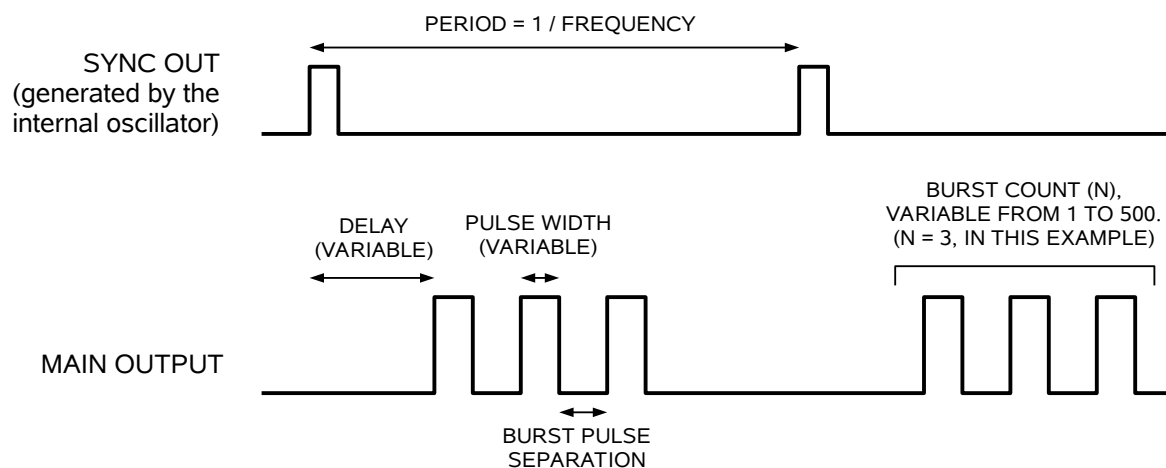 PERIOD = 1 / FREQUENCY
SYNC OUT
(generated by the
internal oscillator)
BURST COUNT (N),
VARIABLE FROM 1 TO 500.
(N = 3, IN THIS EXAMPLE)
DELAY
(VARIABLE)
PULSE WIDTH
(VARIABLE)
MAIN OUTPUT
BURST PULSE
SEPARATION